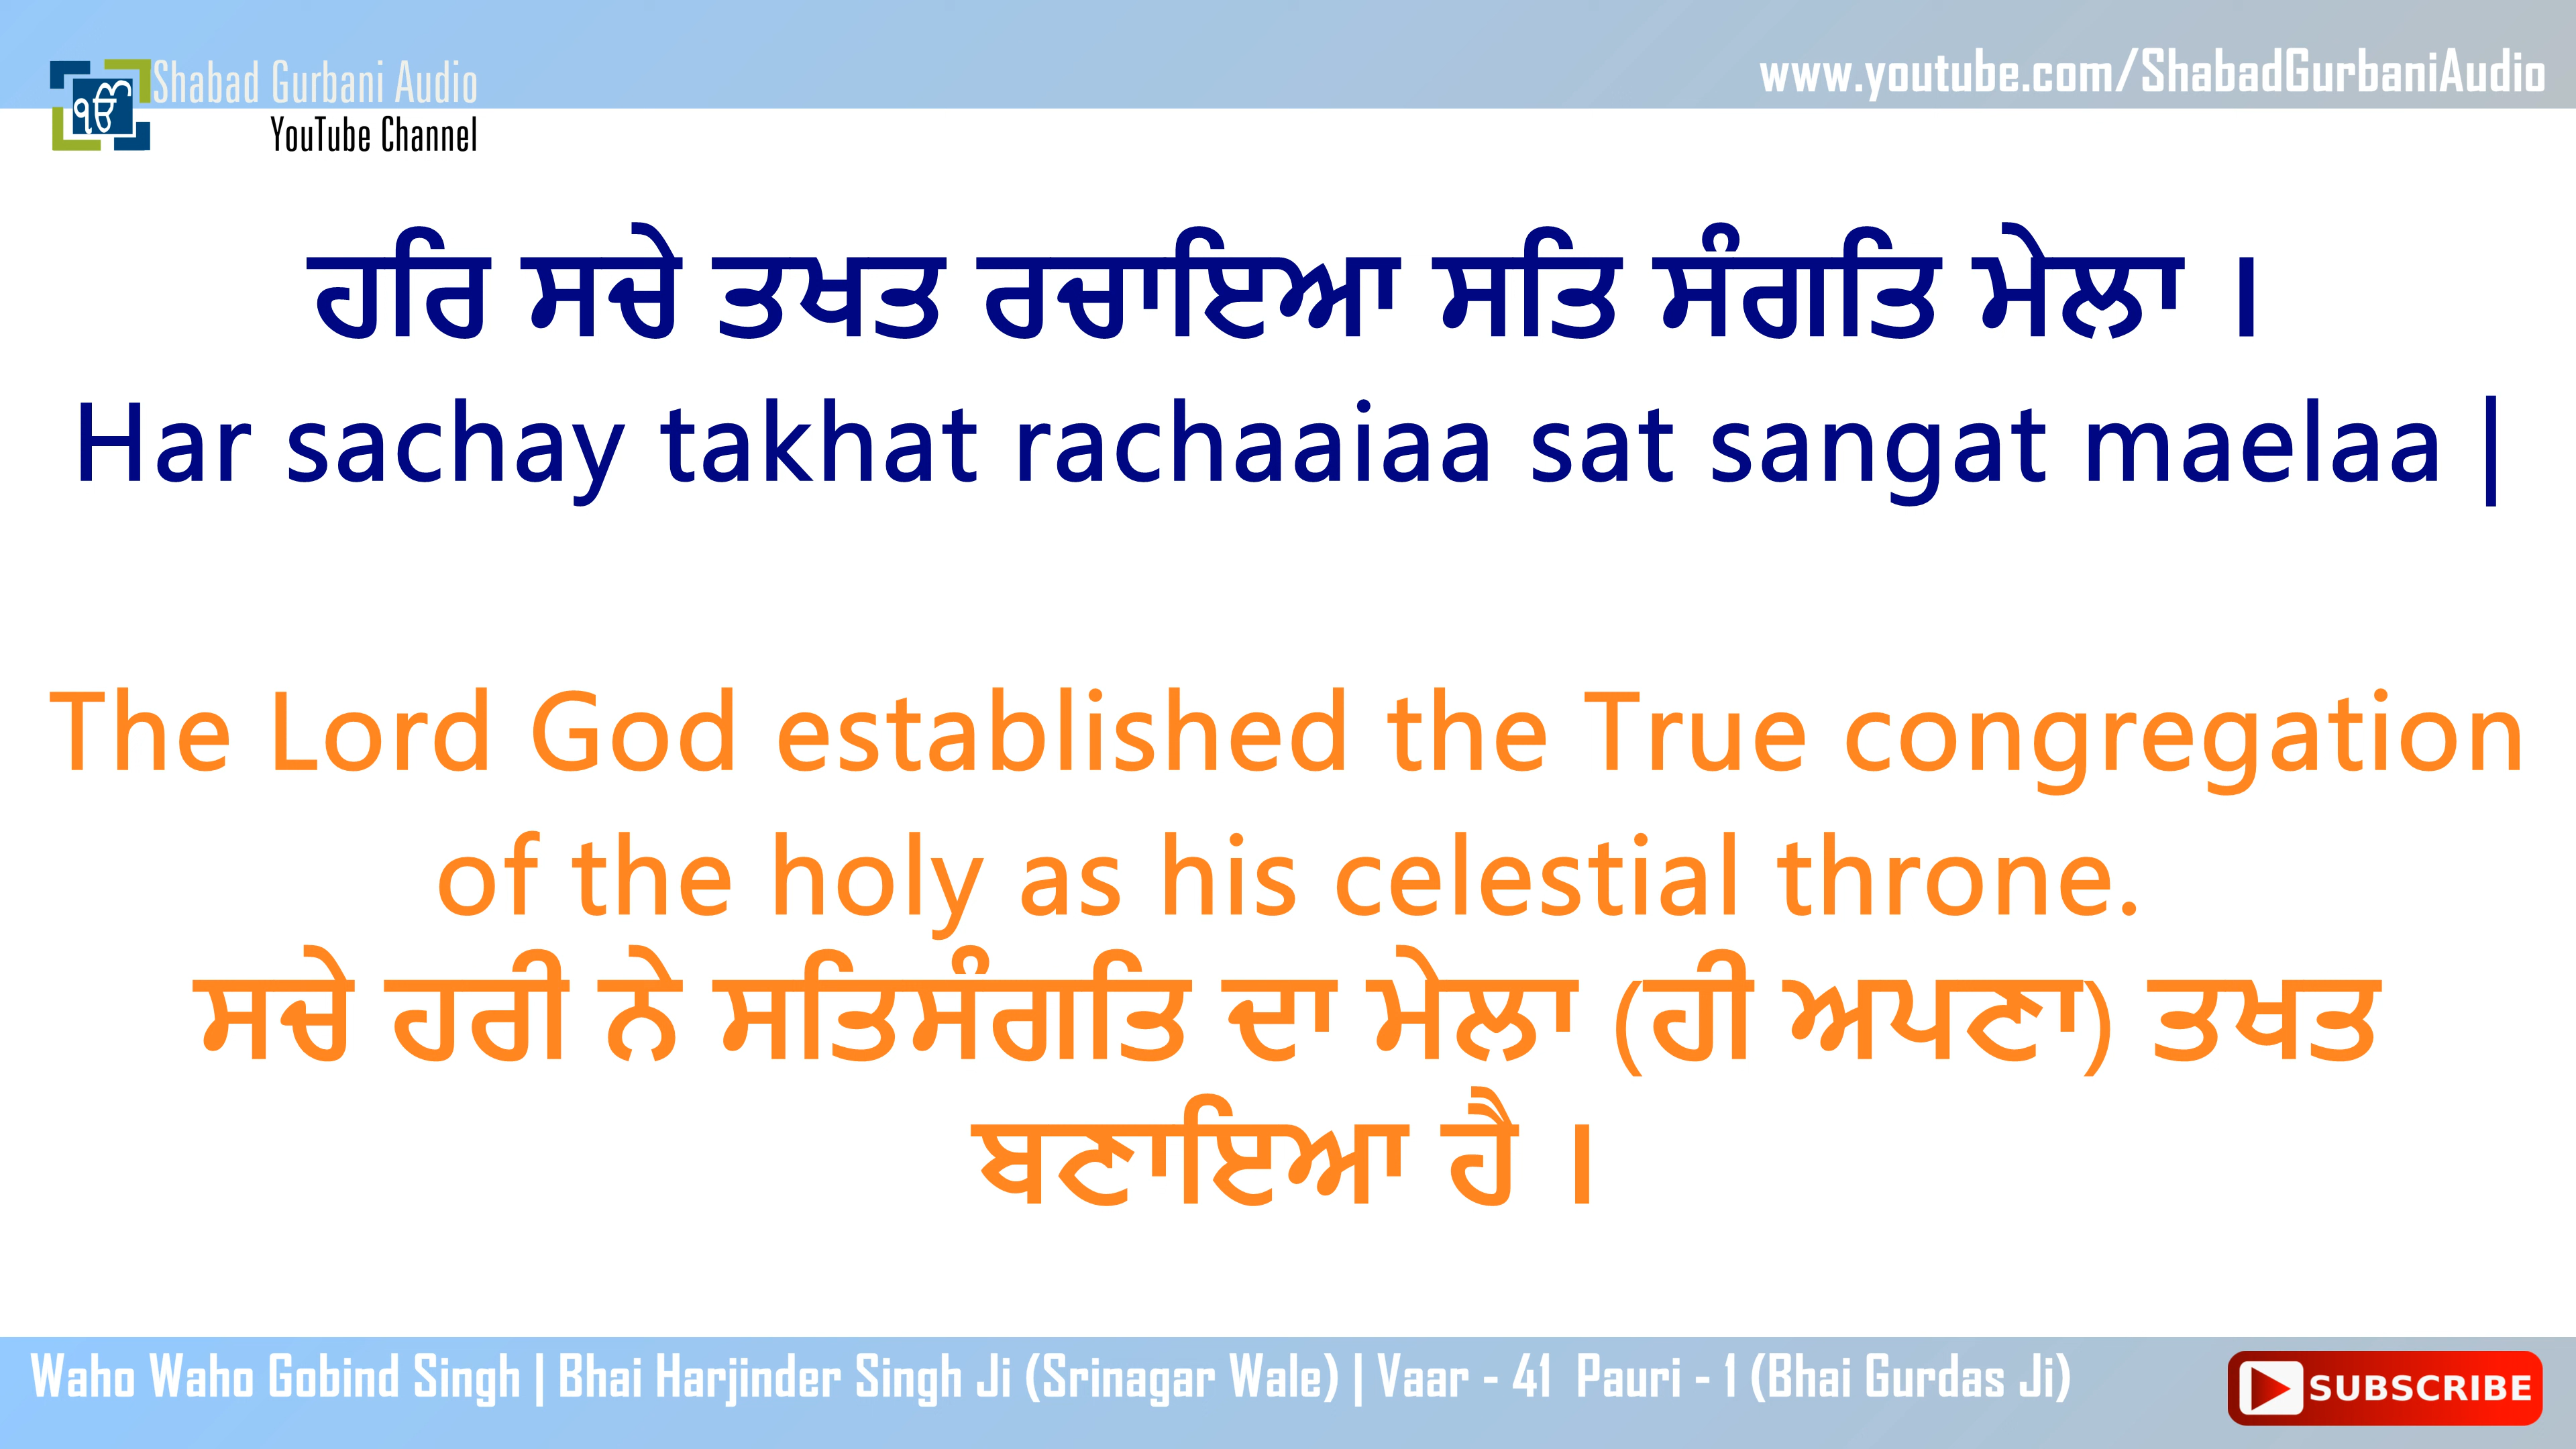 Shabad Gurbani Audio
YouTube Channel
www.youtube.com/ShabadGurbaniAudio
ੴ
ਹਰਿ ਸਚੇ ਤਖਤ ਰਚਾਇਆ ਸਤਿ ਸੰਗਤਿ ਮੇਲਾ ।
Har sachay takhat rachaaiaa sat sangat maelaa |
The Lord God established the True congregation
of the holy as his celestial throne.
ਸਚੇ ਹਰੀ ਨੇ ਸਤਿਸੰਗਤਿ ਦਾ ਮੇਲਾ (ਹੀ ਅਪਣਾ) ਤਖਤ
ਬਣਾਇਆ ਹੈ ।
Waho Waho Gobind Singh | Bhai Harjinder Singh Ji (Srinagar Wale) | Vaar - 41 Pauri - 1 (Bhai Gurdas Ji)
SUBSCRIBE